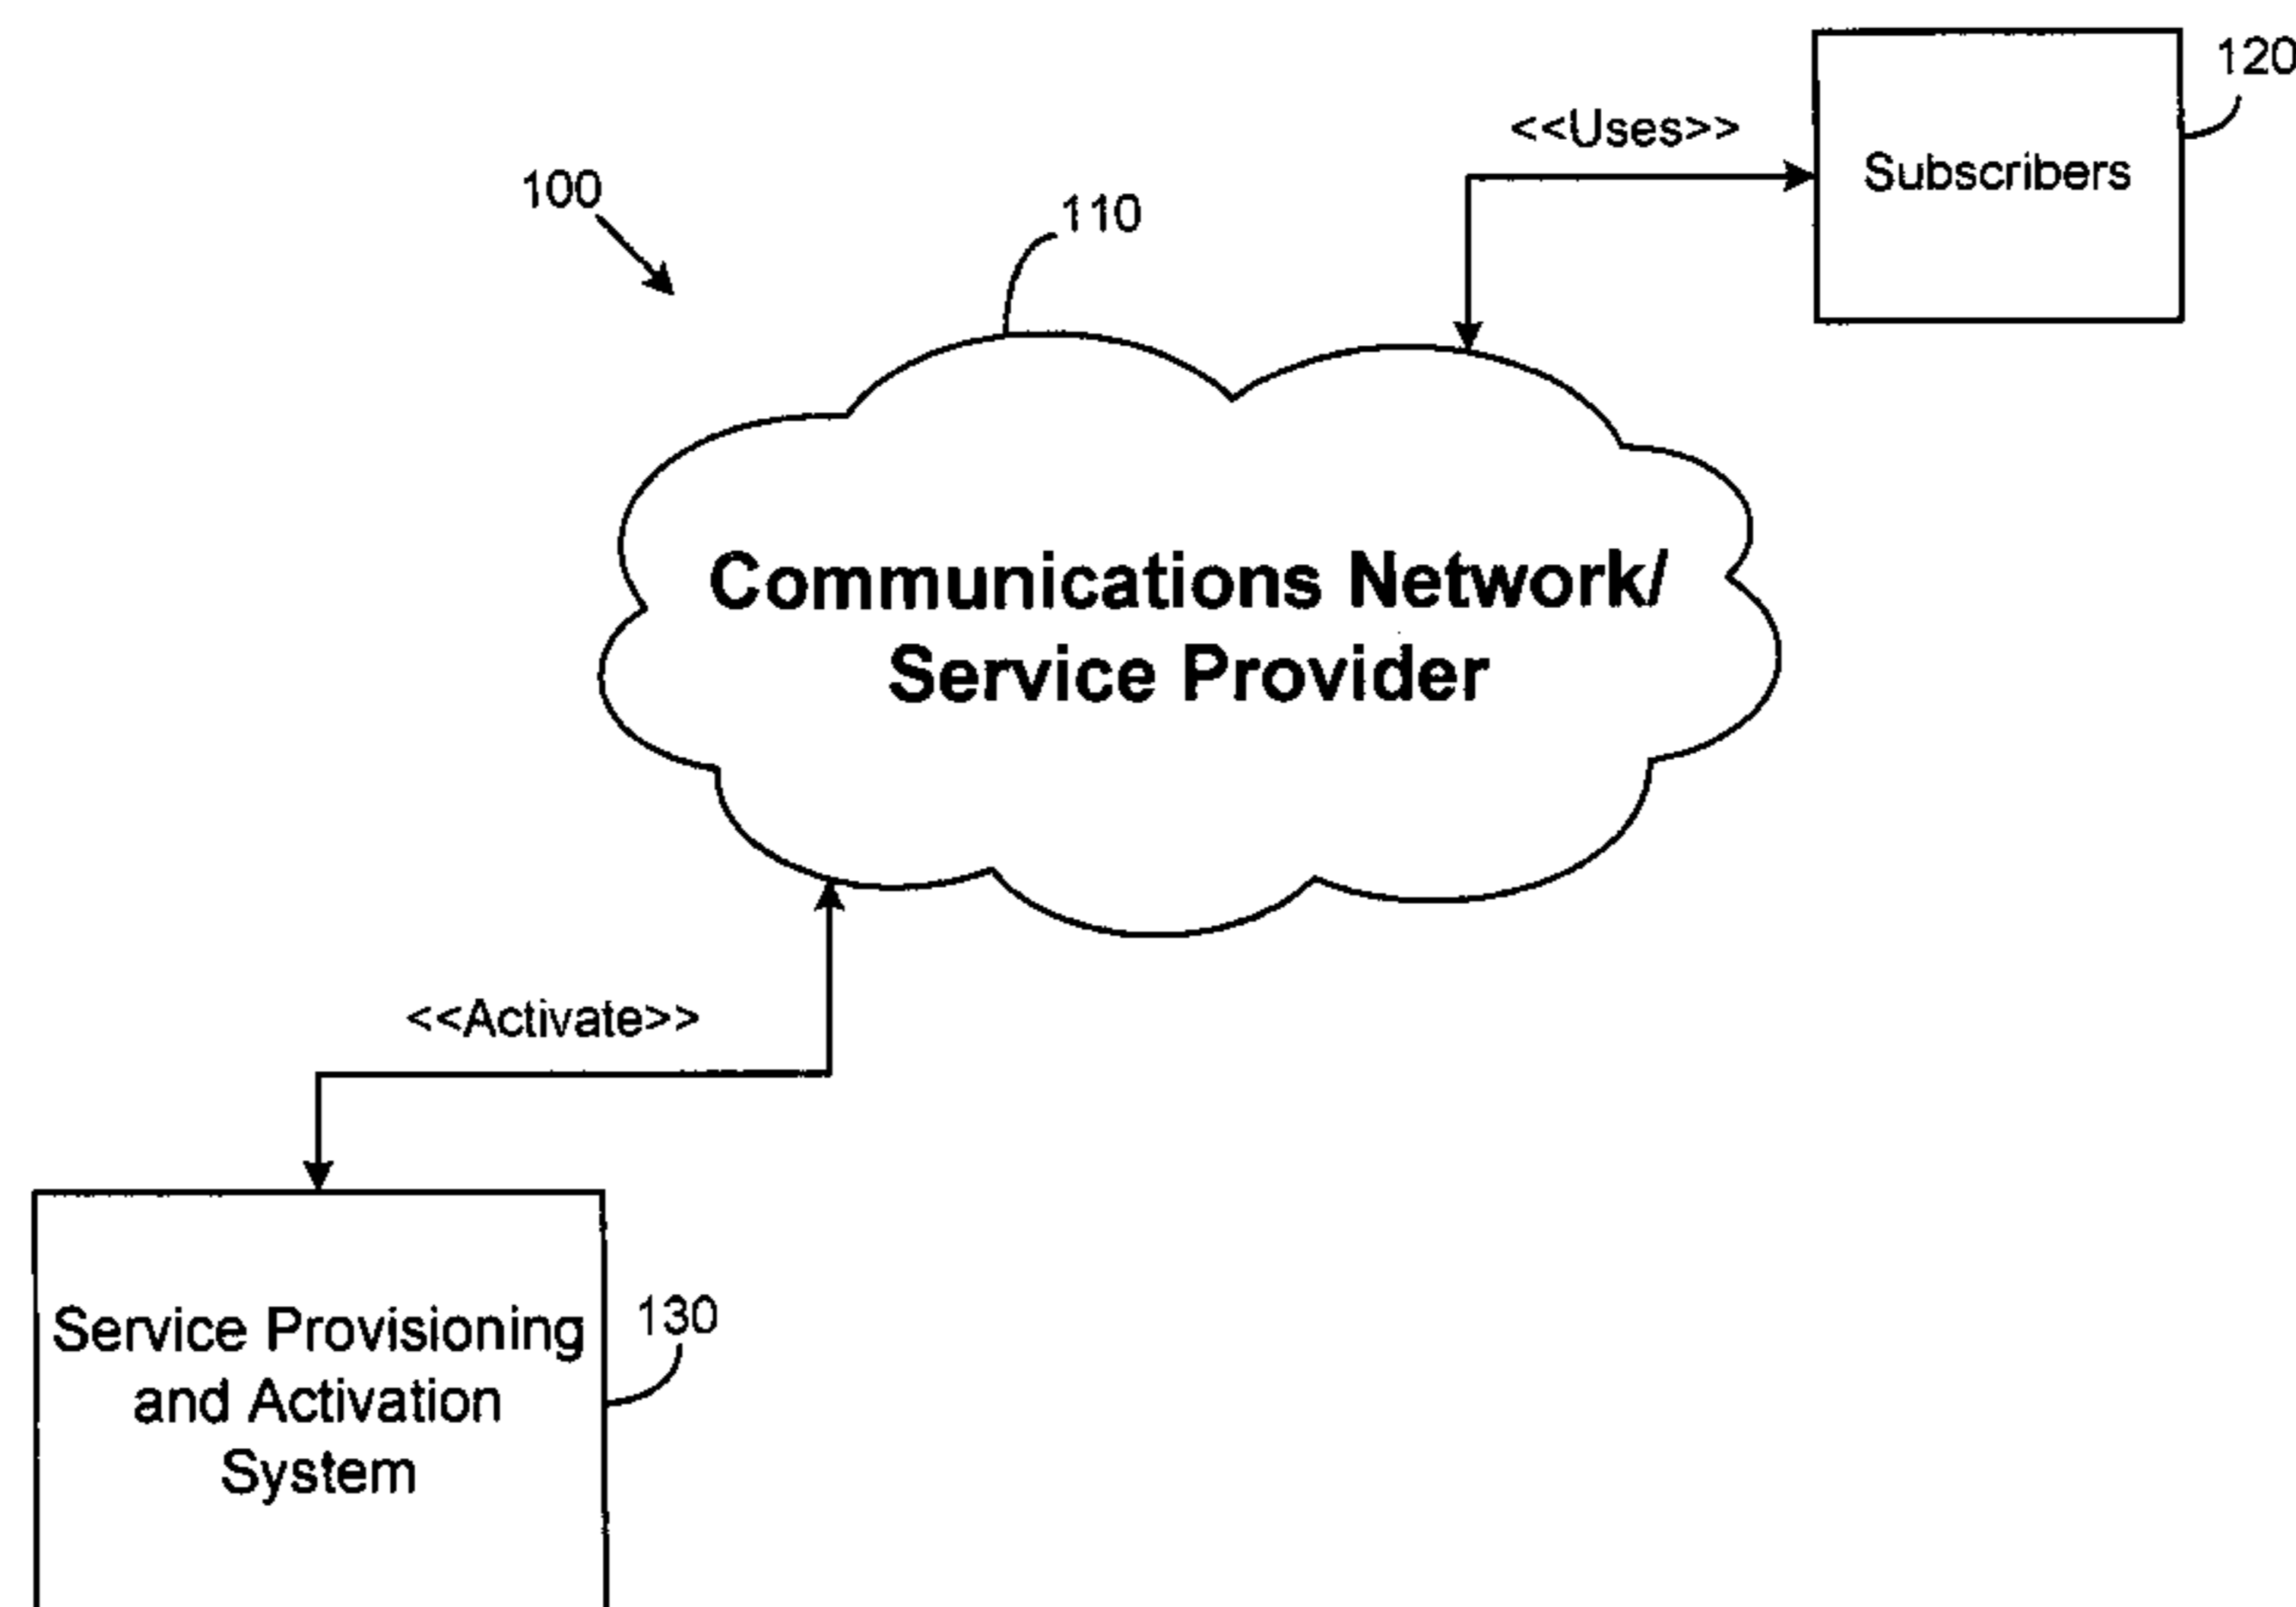 120
<<Uses>>
Subscribers
100
110
Communications Network/
Service Provider
<<Activate>>
Service Provisioning
and Activation
System
130